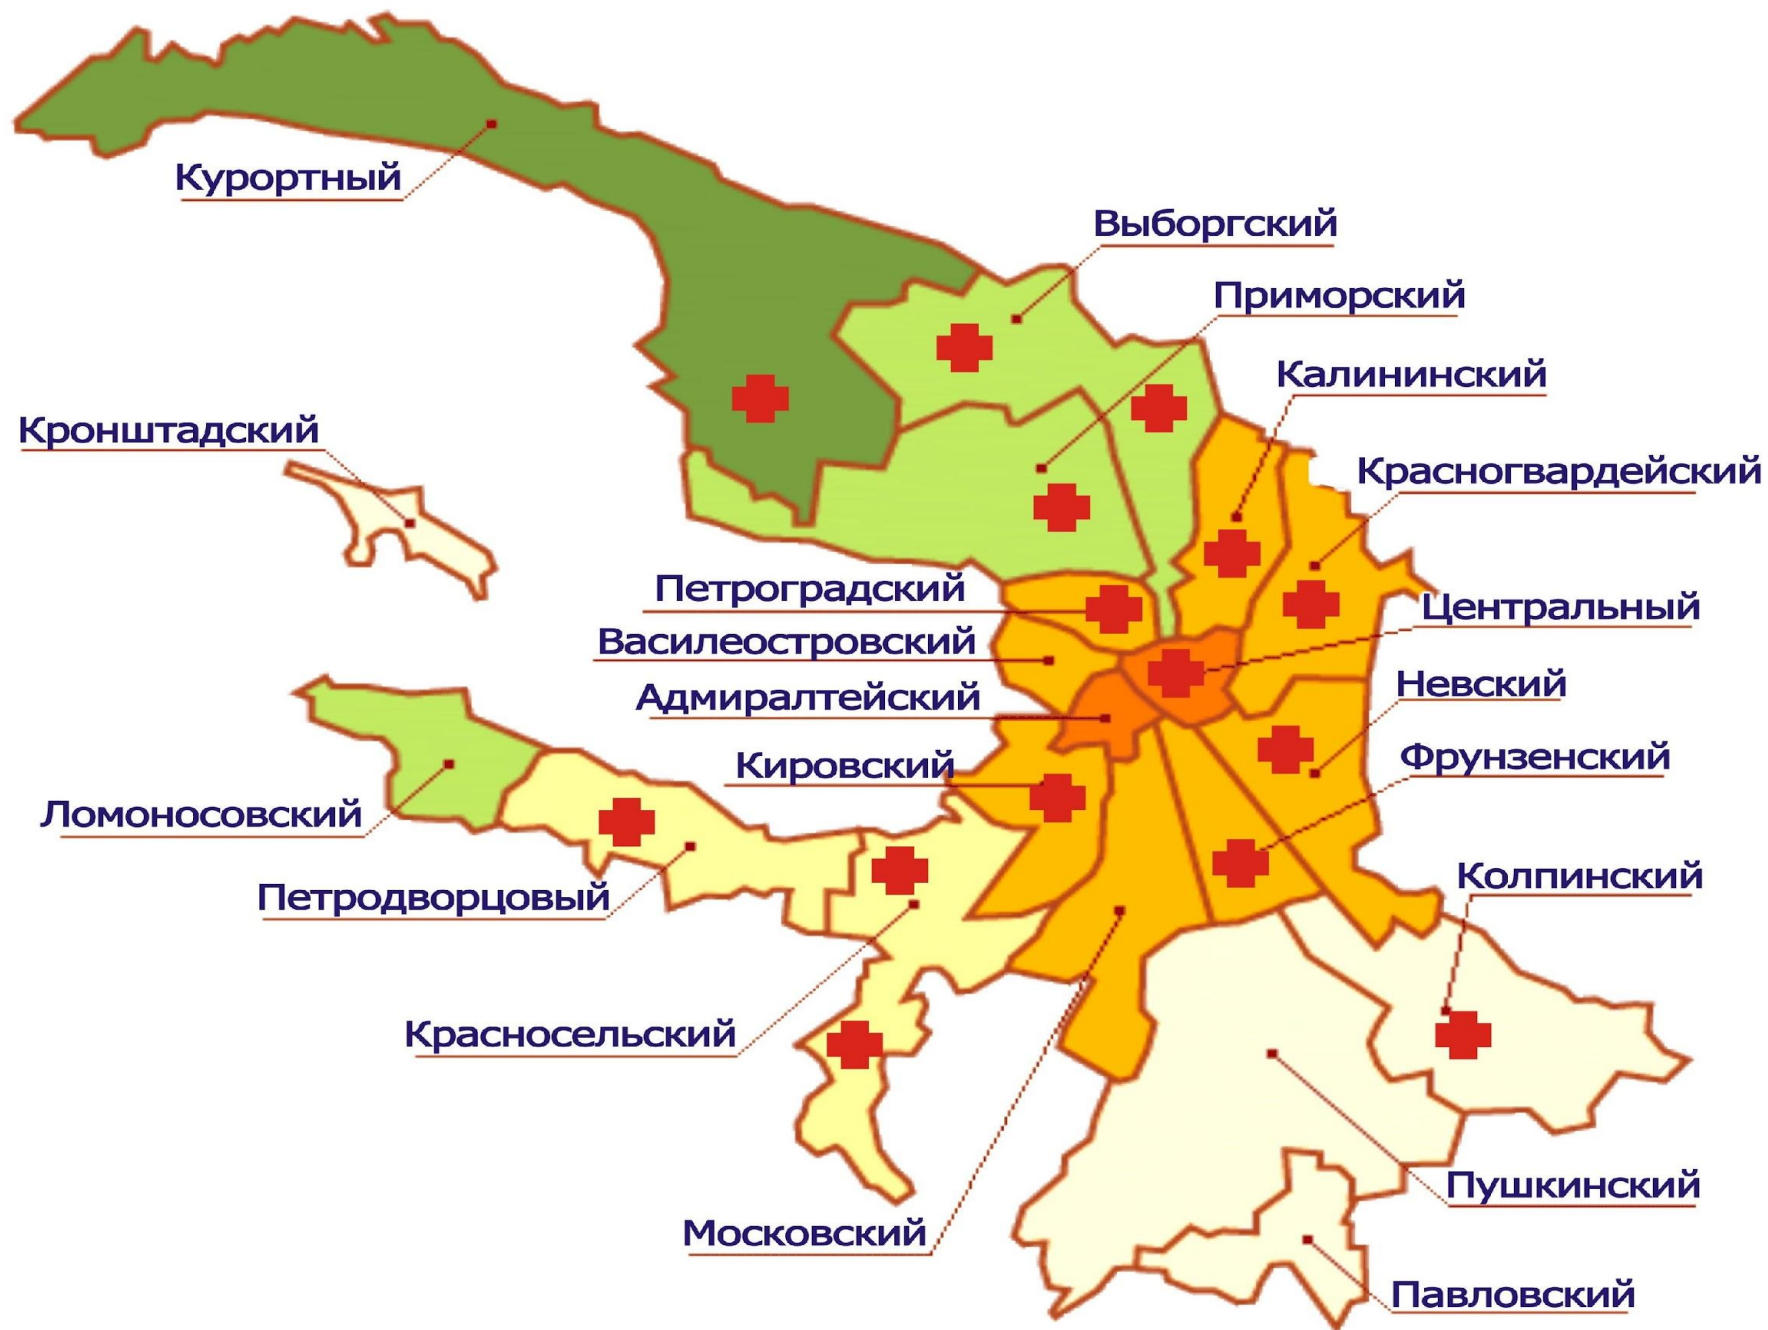 Курортный
Выборгский
Приморский
Калининский
Кронштадский
Красногвардейский
Петроградский
Центральный
Василеостровский
Невский
Адмиралтейский
Фрунзенский
Кировский
Ломоносовский
Колпинский
Петродворцовый
Красносельский
Пушкинский
Московский
Павловский